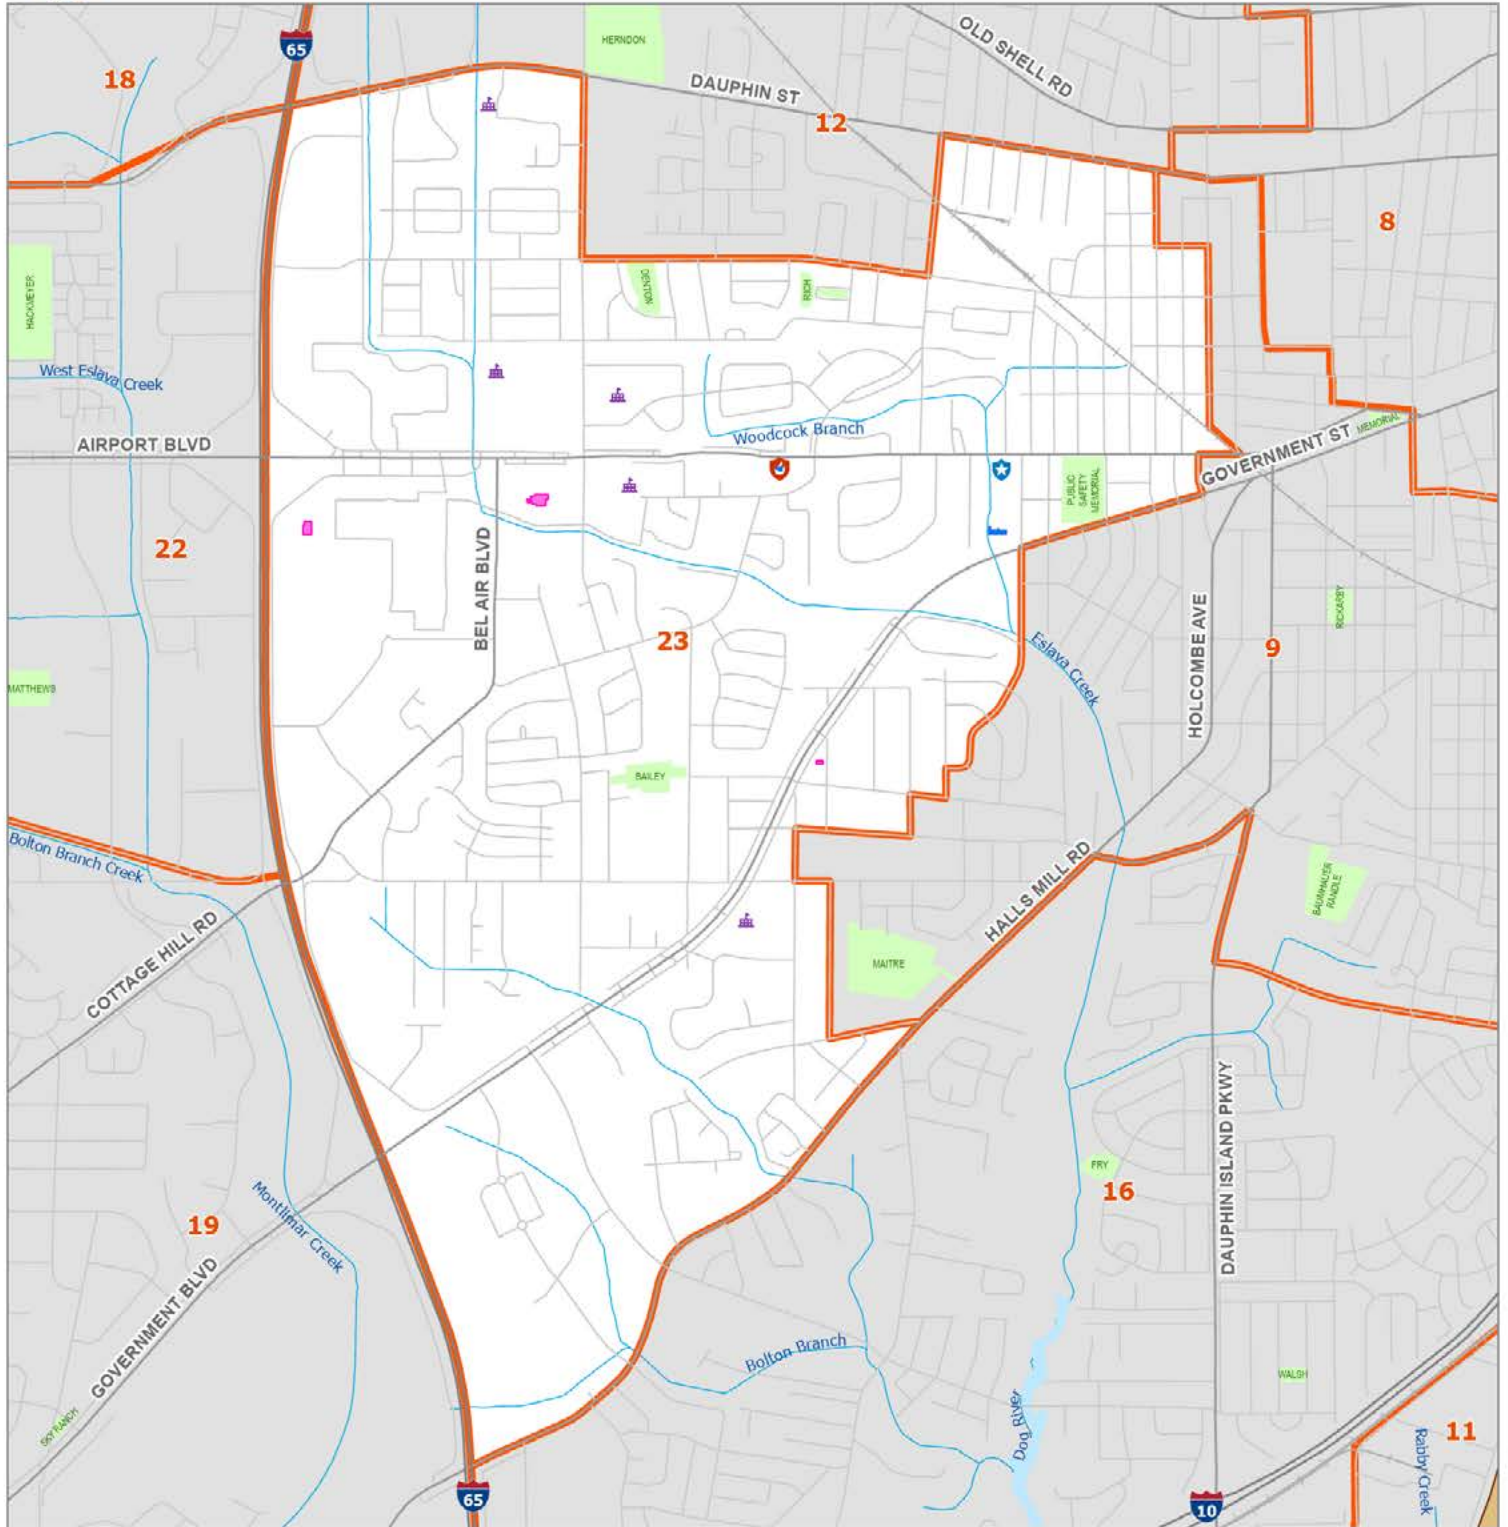 65
HERNDON
OLD SHELL RD
18
DAUPHIN ST
12
8
HACKMEYER
DENTON
RICH
West Eslava Creek
AIRPORT BLVD
Woodcock Branch
GOVERNMENT ST
MEMORIAL
PUBLIC
SAFETY
MEMORIAL
22
BEL AIR BLVD
23
Eslava Creek
HOLCOMBE AVE
9
RICKARBY
MATTHEWS
BAILEY
Bolton Branch Creek
HALLS MILL RD
BAUMHAUER
RANDLE
COTTAGE HILL RD
MAITRE
DAUPHIN ISLAND PKWY
FRY
16
19
Montlimar Creek
GOVERNMENT BLVD
Bolton Branch
WALSH
SKY RANCH
Dog River
11
Rabby Creek
65
10